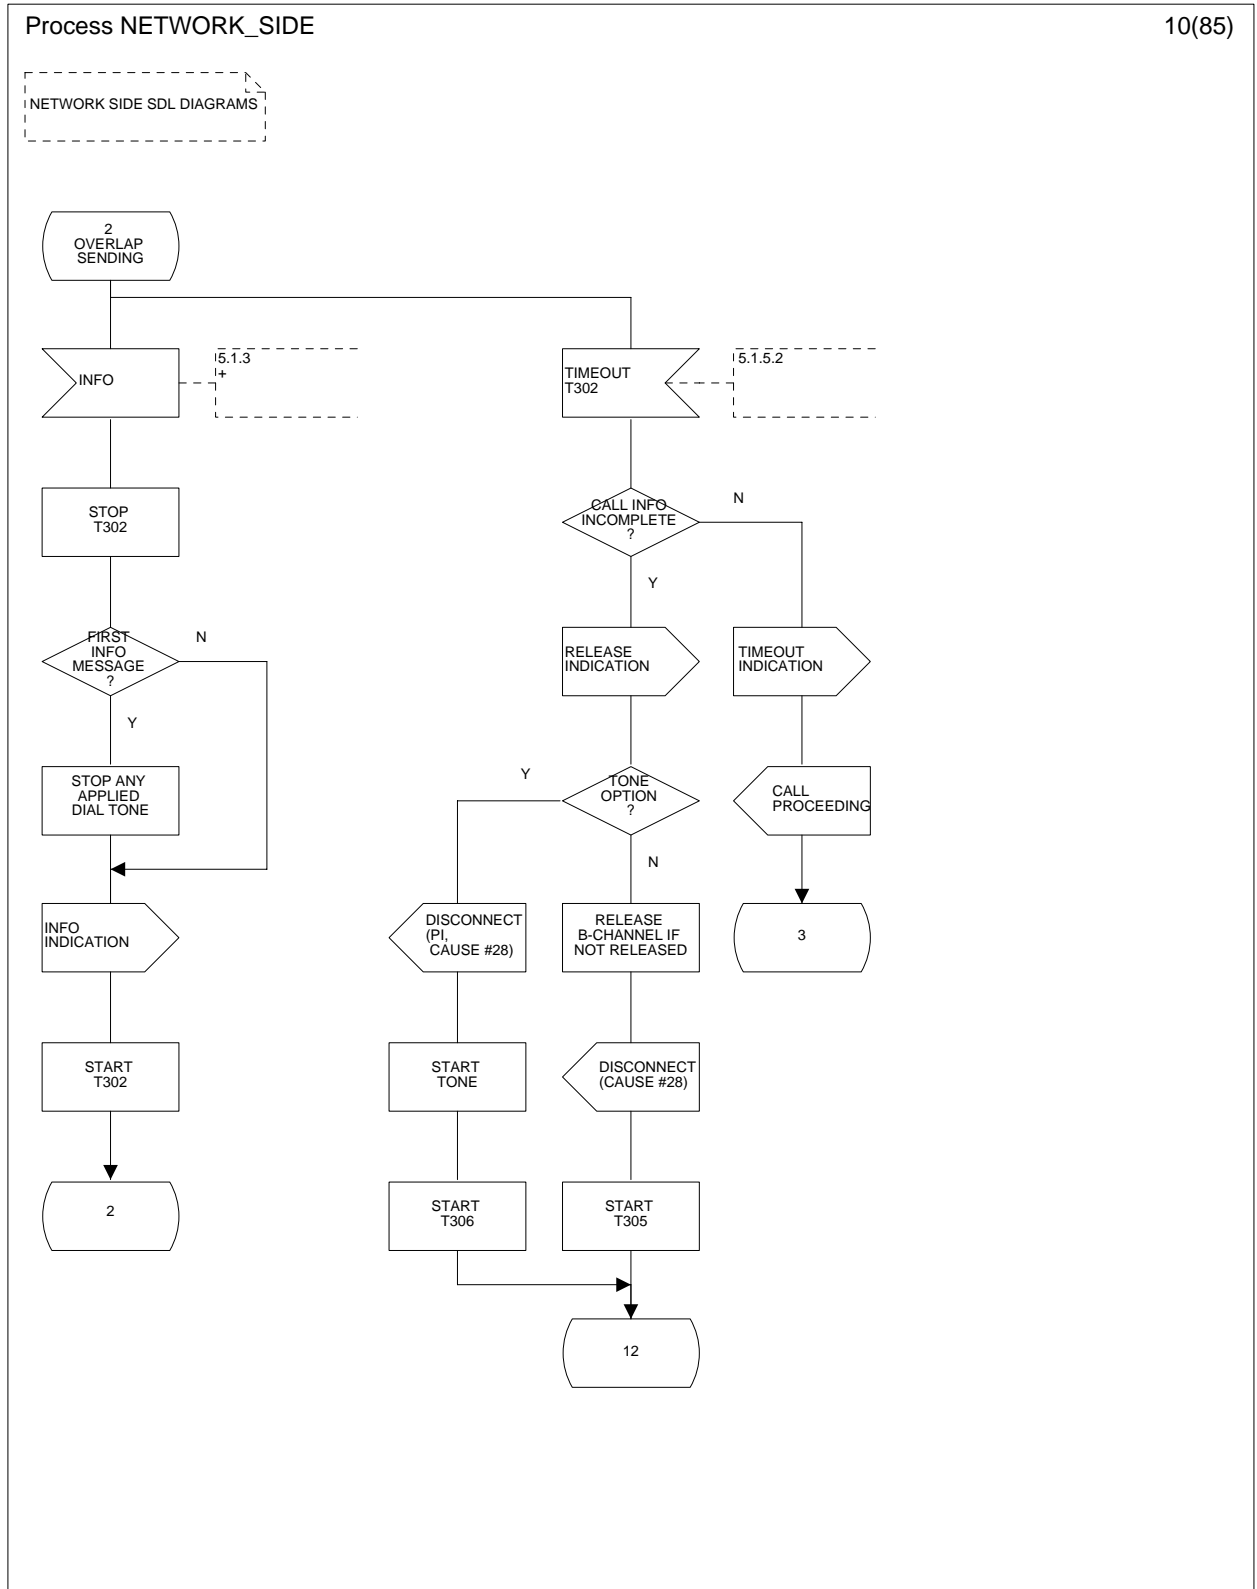 Process NETWORK_SIDE
10(85)
NETWORK SIDE SDL DIAGRAMS
2
OVERLAP
SENDING
INFO
5.1.3
+
TIMEOUT
T302
5.1.5.2
STOP
T302
CALL INFO
INCOMPLETE
?
N
Y
FIRST
INFO
MESSAGE
?
N
Y
RELEASE
INDICATION
TIMEOUT
INDICATION
STOP ANY
APPLIED
DIAL TONE
Y
TONE
OPTION
?
N
CALL
PROCEEDING
INFO
INDICATION
DISCONNECT
(PI,
CAUSE #28)
RELEASE
B-CHANNEL IF
NOT RELEASED
3
START
T302
START
TONE
DISCONNECT
(CAUSE #28)
2
START
T306
START
T305
12